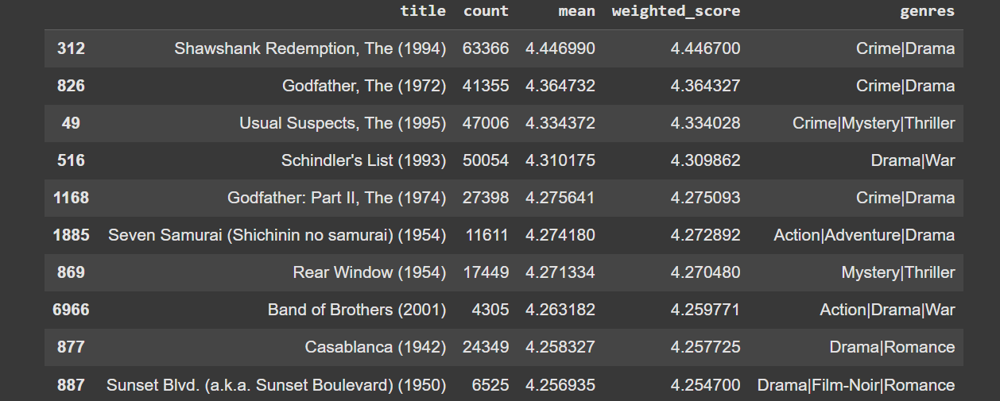 title count mean weighted_score genres
312 Shawshank Redemption, The (1994) 63366 4.446990 4.446700 Crime|Drama
826 Godfather, The (1972) 41355 4.364732 4.364327 Crime|Drama
49 Usual Suspects, The (1995) 47006 4.334372 4.334028 Crime|Mystery|Thriller
516 Schindler's List (1993) 50054 4.310175 4.309862 Drama|War
1168 Godfather: Part II, The (1974) 27398 4.275641 4.275093 Crime|Drama
1885 Seven Samurai (Shichinin no samurai) (1954) 11611 4.274180 4.272892 Action|Adventure|Drama
869 Rear Window (1954) 17449 4.271334 4.270480 Mystery|Thriller
6966 Band of Brothers (2001) 4305 4.263182 4.259771 Action|Drama|War
877 Casablanca (1942) 24349 4.258327 4.257725 Drama|Romance
887 Sunset Blvd. (a.k.a. Sunset Boulevard) (1950) 6525 4.256935 4.254700 Drama|Film-Noir|Romance